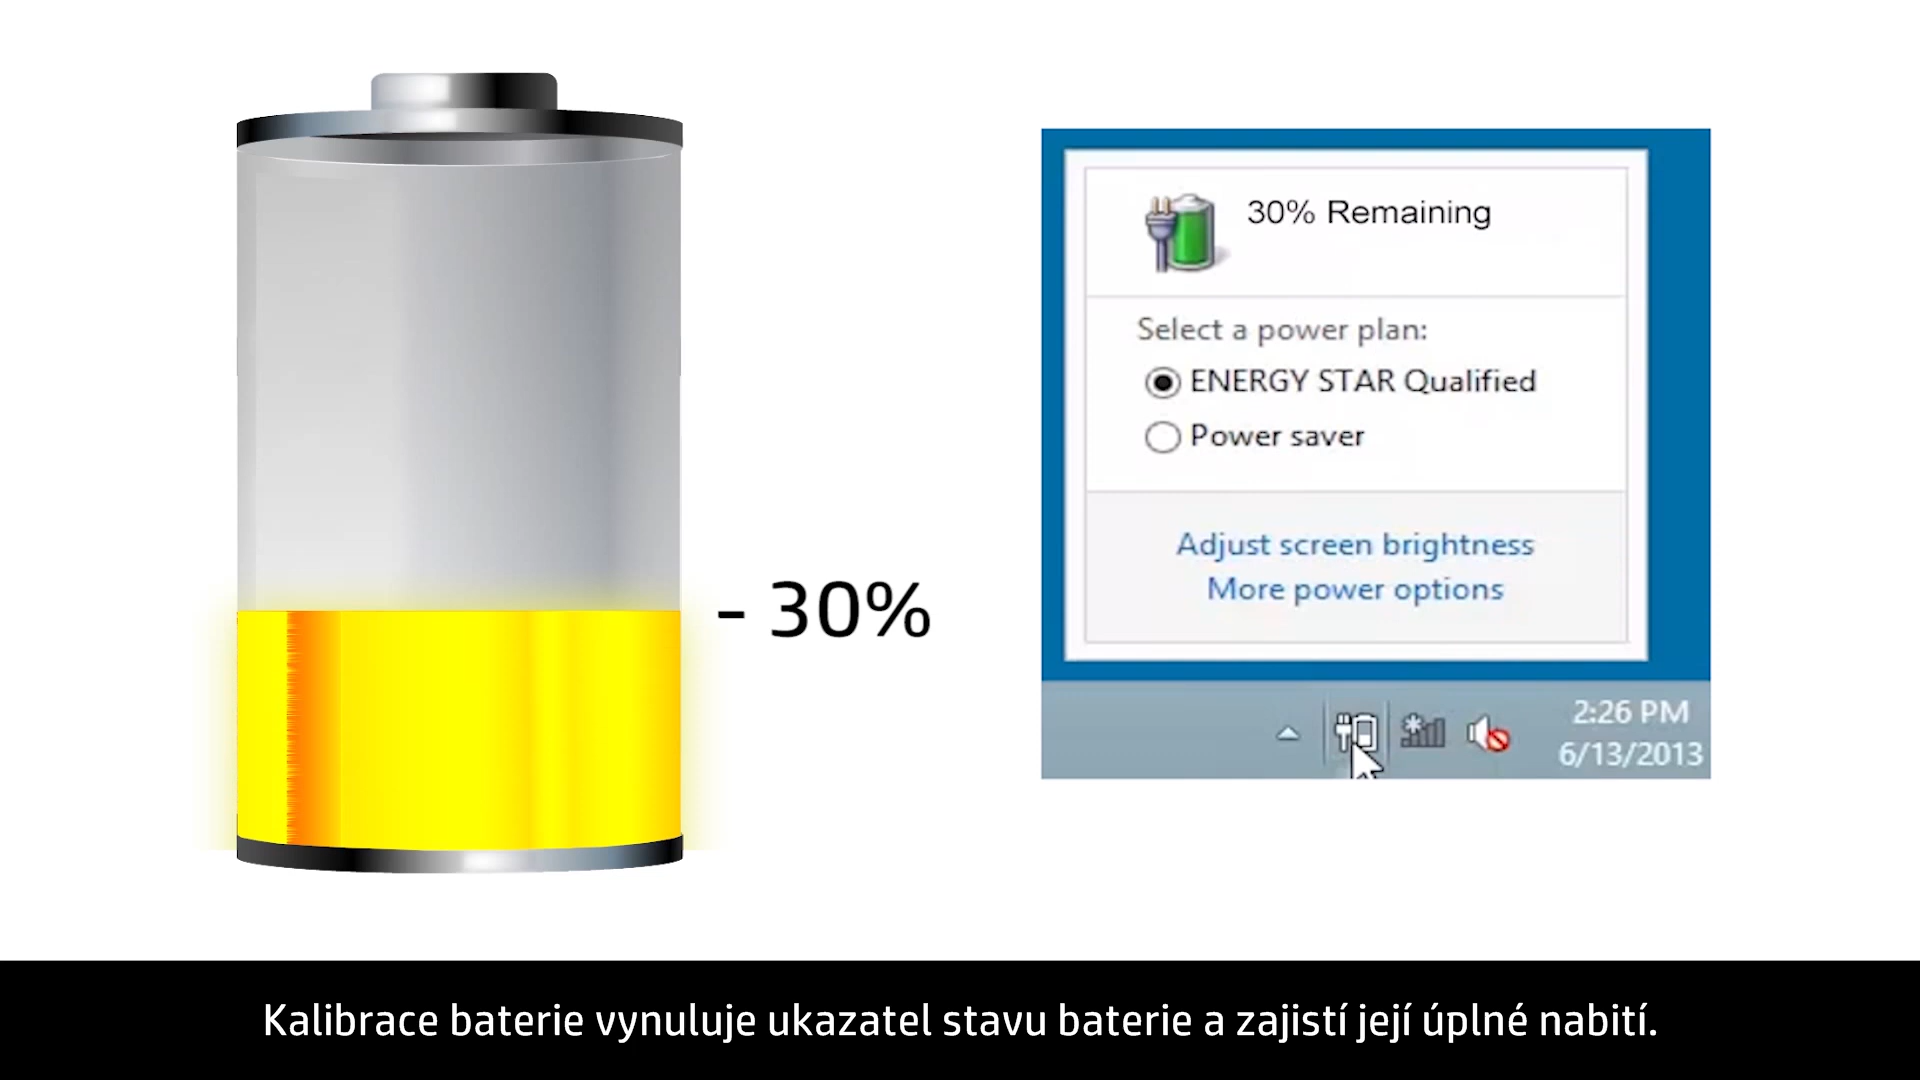 - 30%
30% Remaining
Select a power plan:
ENERGY STAR Qualified
Power saver
Adjust screen brightness
More power options
2:26 PM
6/13/2013
Kalibrace baterie vynuluje ukazatel stavu baterie a zajistí její úplné nabití.